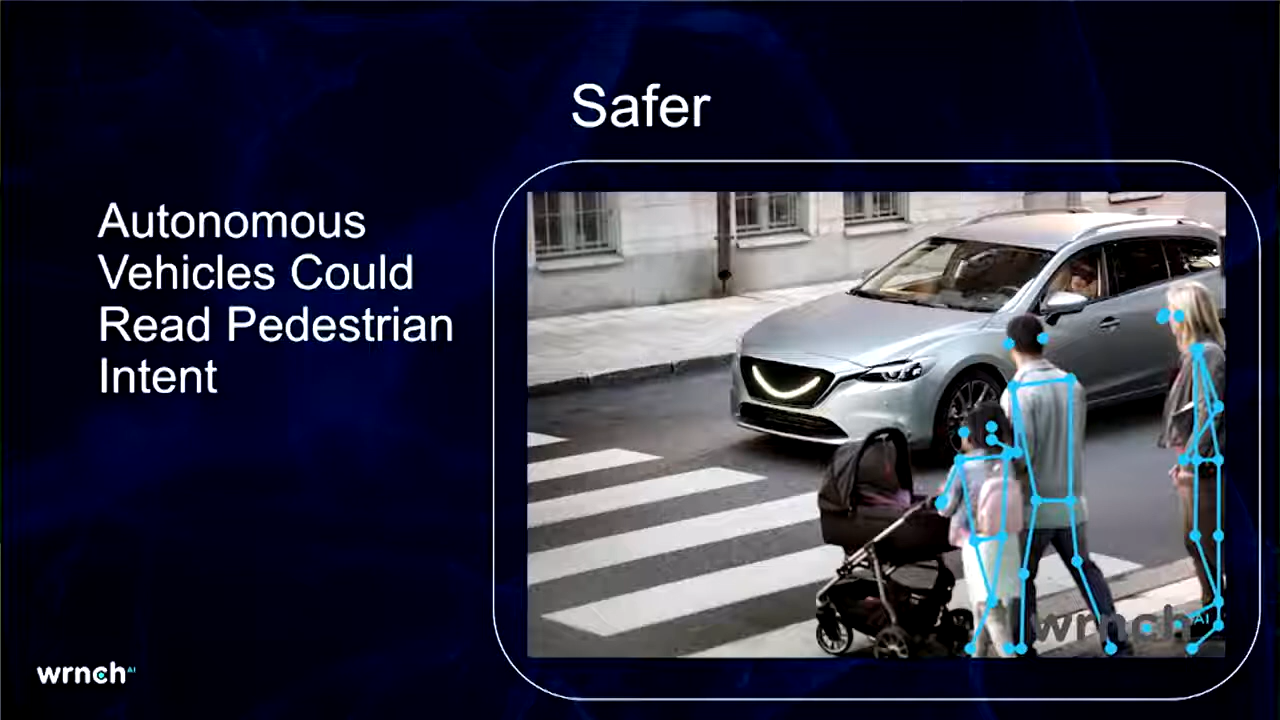 Safer
Autonomous
Vehicles Could
Read Pedestrian
Intent
wrnch AI
wrnch AI